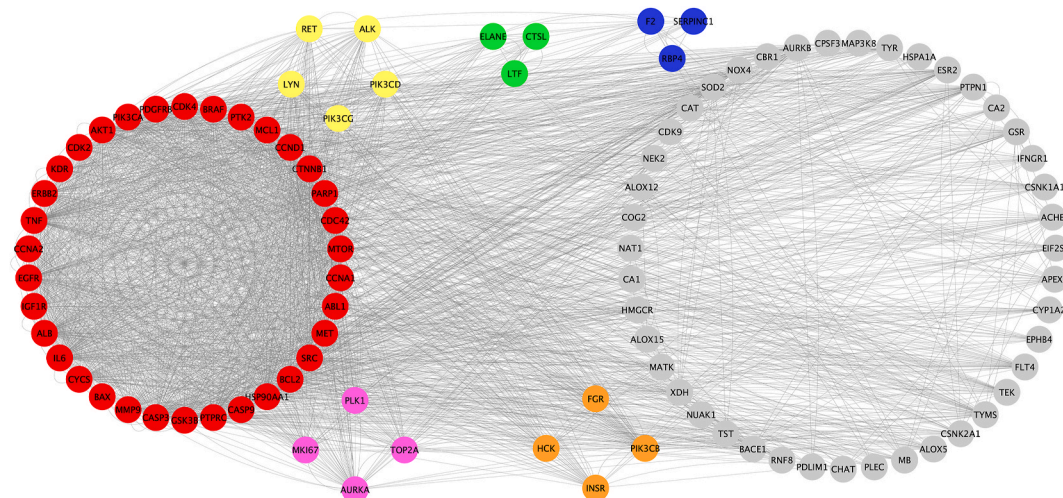 RET
ALK
LYN
PIK3CD
PIK3CG
ELANE
CTSL
LTF
F2
SERPINC1
RBP4
CDK4
BRAF
PTK2
MCL1
CCND1
CTNNB1
PARP1
CDC42
MTOR
CCNA1
ABL1
MET
SRC
BCL2
HSP90AA1
CASP9
PTPRC
GSK3B
CASP3
MMP9
BAX
CYCS
IL6
ALB
IGF1R
EGFR
CCNA2
TNF
ERBB2
KDR
CDK2
AKT1
PIK3CA
PDGFRB
PLK1
MKI67
TOP2A
AURKA
FGR
HCK
PIK3CB
INSR
CPSF3
MAP3K8
TYR
HSPA1A
ESR2
PTPN1
CA2
GSR
IFNGR1
CSNK1A1
ACHE
EIF2S
APEX
CYP1A2
EPHB4
FLT4
TEK
TYMS
CSNK2A1
ALOX5
MB
PLEC
CHAT
PDLIM1
RNF8
BACE1
TST
NUAK1
XDH
MATK
ALOX15
HMGCR
CA1
NAT1
COG2
ALOX12
NEK2
CDK9
CAT
SOD2
NOX4
CBR1
AURKB